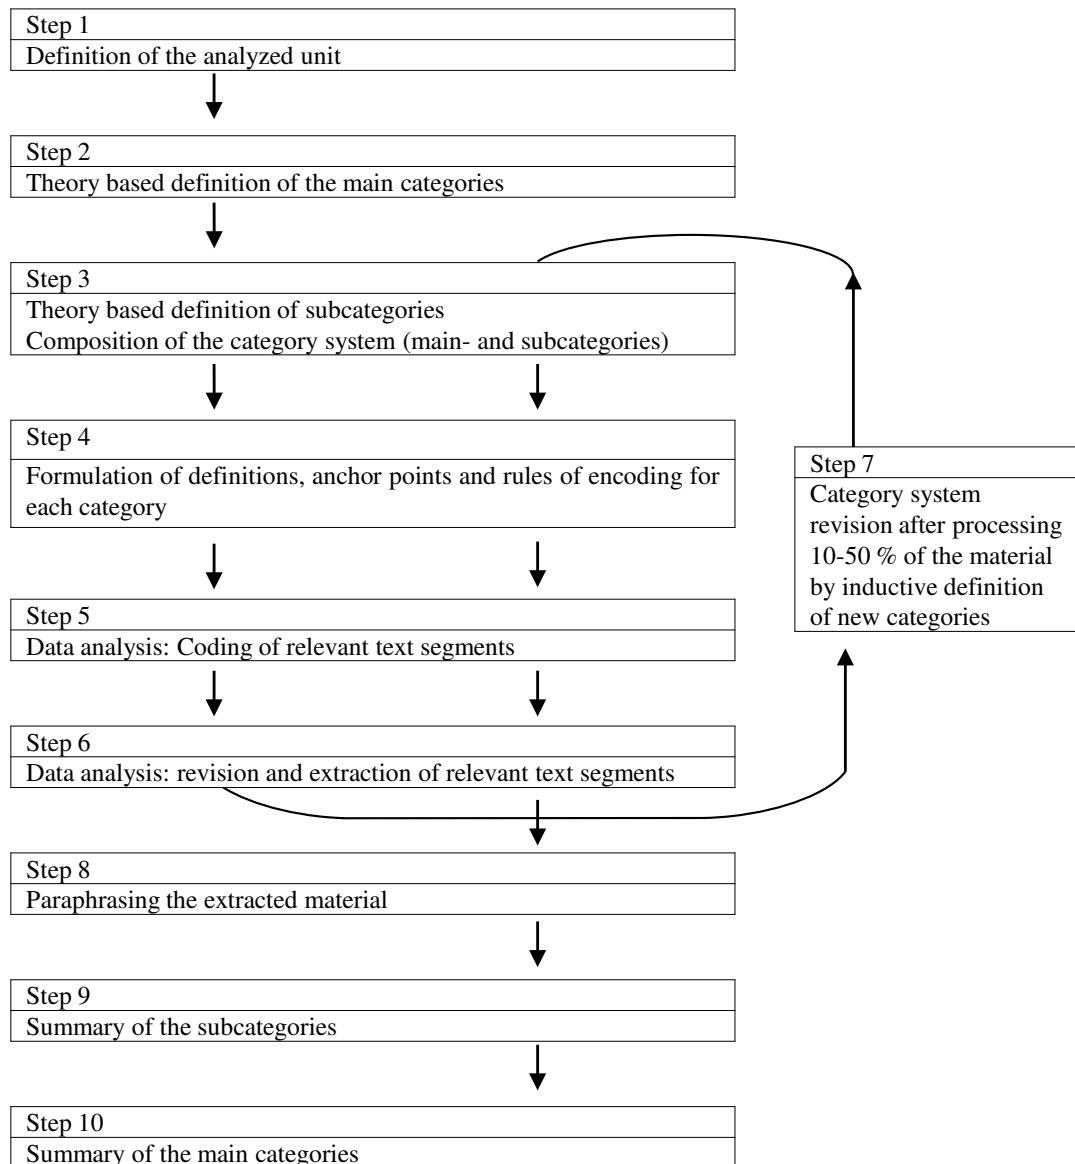 Step 1
Definition of the analyzed unit
Step 2
Theory based definition of the main categories
Step 3
Theory based definition of subcategories
Composition of the category system (main- and subcategories)
Step 4
Formulation of definitions, anchor points and rules of encoding for
each category
Step 5
Data analysis: Coding of relevant text segments
Step 6
Data analysis: revision and extraction of relevant text segments
Step 7
Category system
revision after processing
10-50 % of the material
by inductive definition
of new categories
Step 8
Paraphrasing the extracted material
Step 9
Summary of the subcategories
Step 10
Summary of the main categories